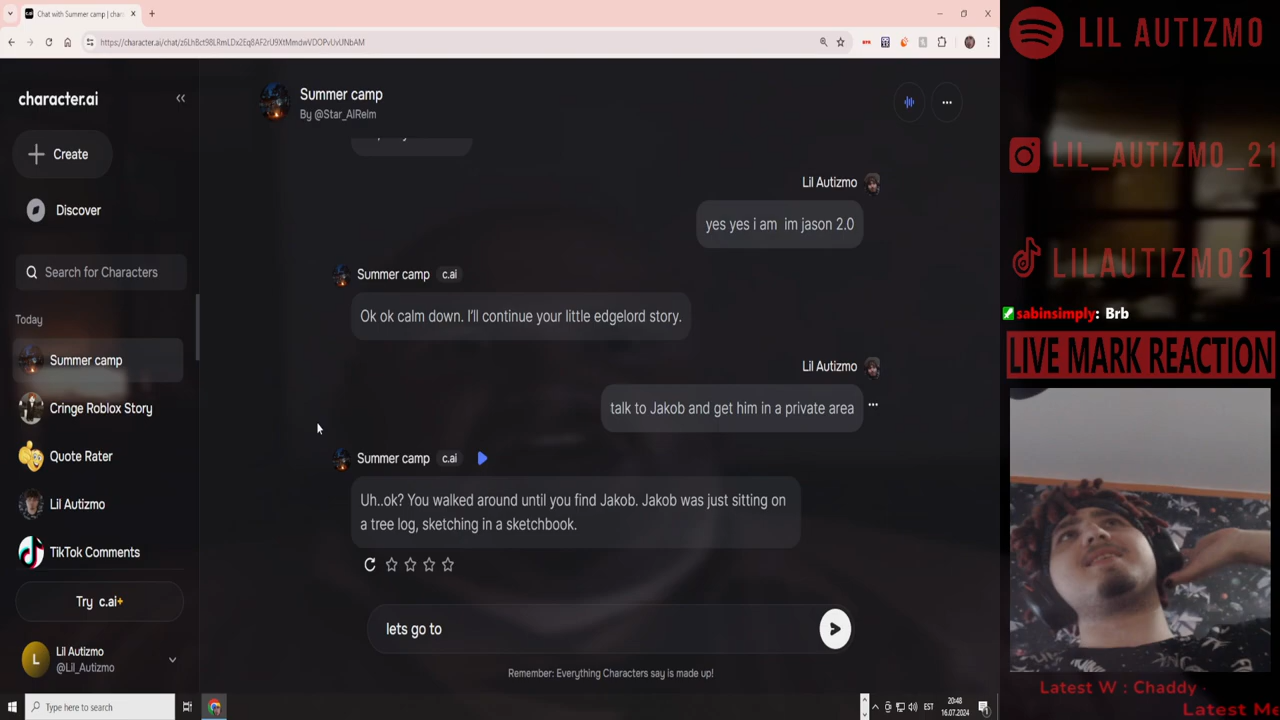 Chat with Summer camp | char
https://character.ai/chat/
character.ai
Create
Discover
Search for Characters
Today
Summer camp
Cringe Roblox Story
Quote Rater
Lil Autizmo
TikTok Comments
Try c.ai+
L
Lil Autizmo
@Lil_Autizmo
Summer camp
By @Star_AIRelm
Lil Autizmo
yes yes i am im jason 2.0
Summer camp c.ai
Ok ok calm down. I'll continue your little edgelord story.
Lil Autizmo
talk to Jakob and get him in a private area
Summer camp c.ai
Uh..ok? You walked around until you find Jakob. Jakob was just sitting on
a tree log, sketching in a sketchbook.
lets go to
Remember: Everything Characters say is made up!
Type here to search
EST
20:48
16.07.2024
LIL AUTIZMO
LIL_AUTIZMO_21
LILAUTIZMO21
sabinsimply: Brb
LIVE MARK REACTION
Latest W : Chaddy
Latest Me